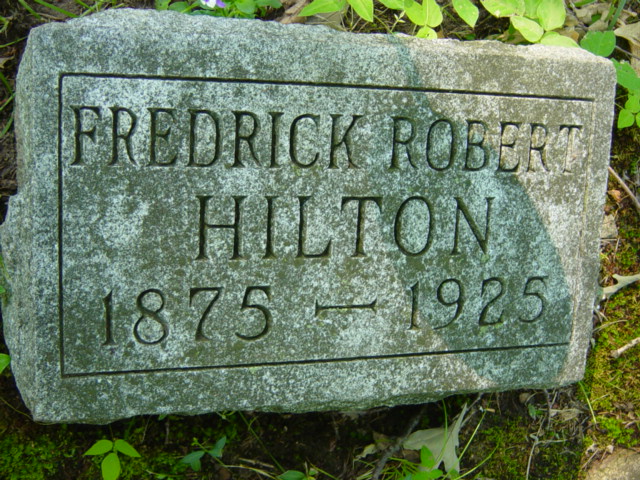 FREDRICK ROBERT
HILTON
1875 — 1925